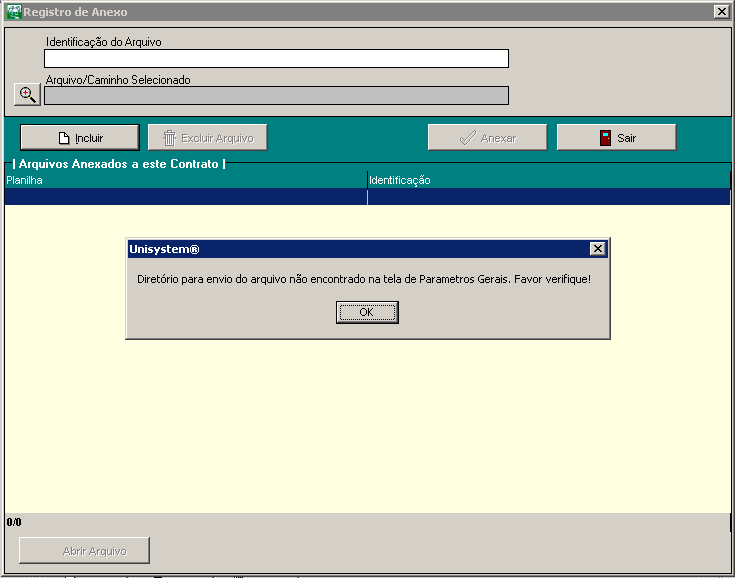 Registro de Anexo
Identificação do Arquivo
Arquivo/Caminho Selecionado
Incluir
Excluir Arquivo
Anexar
Sair
| Arquivos Anexados a este Contrato |
Planilha
Identificação
Unisystem®
Diretório para envio do arquivo não encontrado na tela de Parametros Gerais. Favor verifique!
OK
0/0
Abrir Arquivo